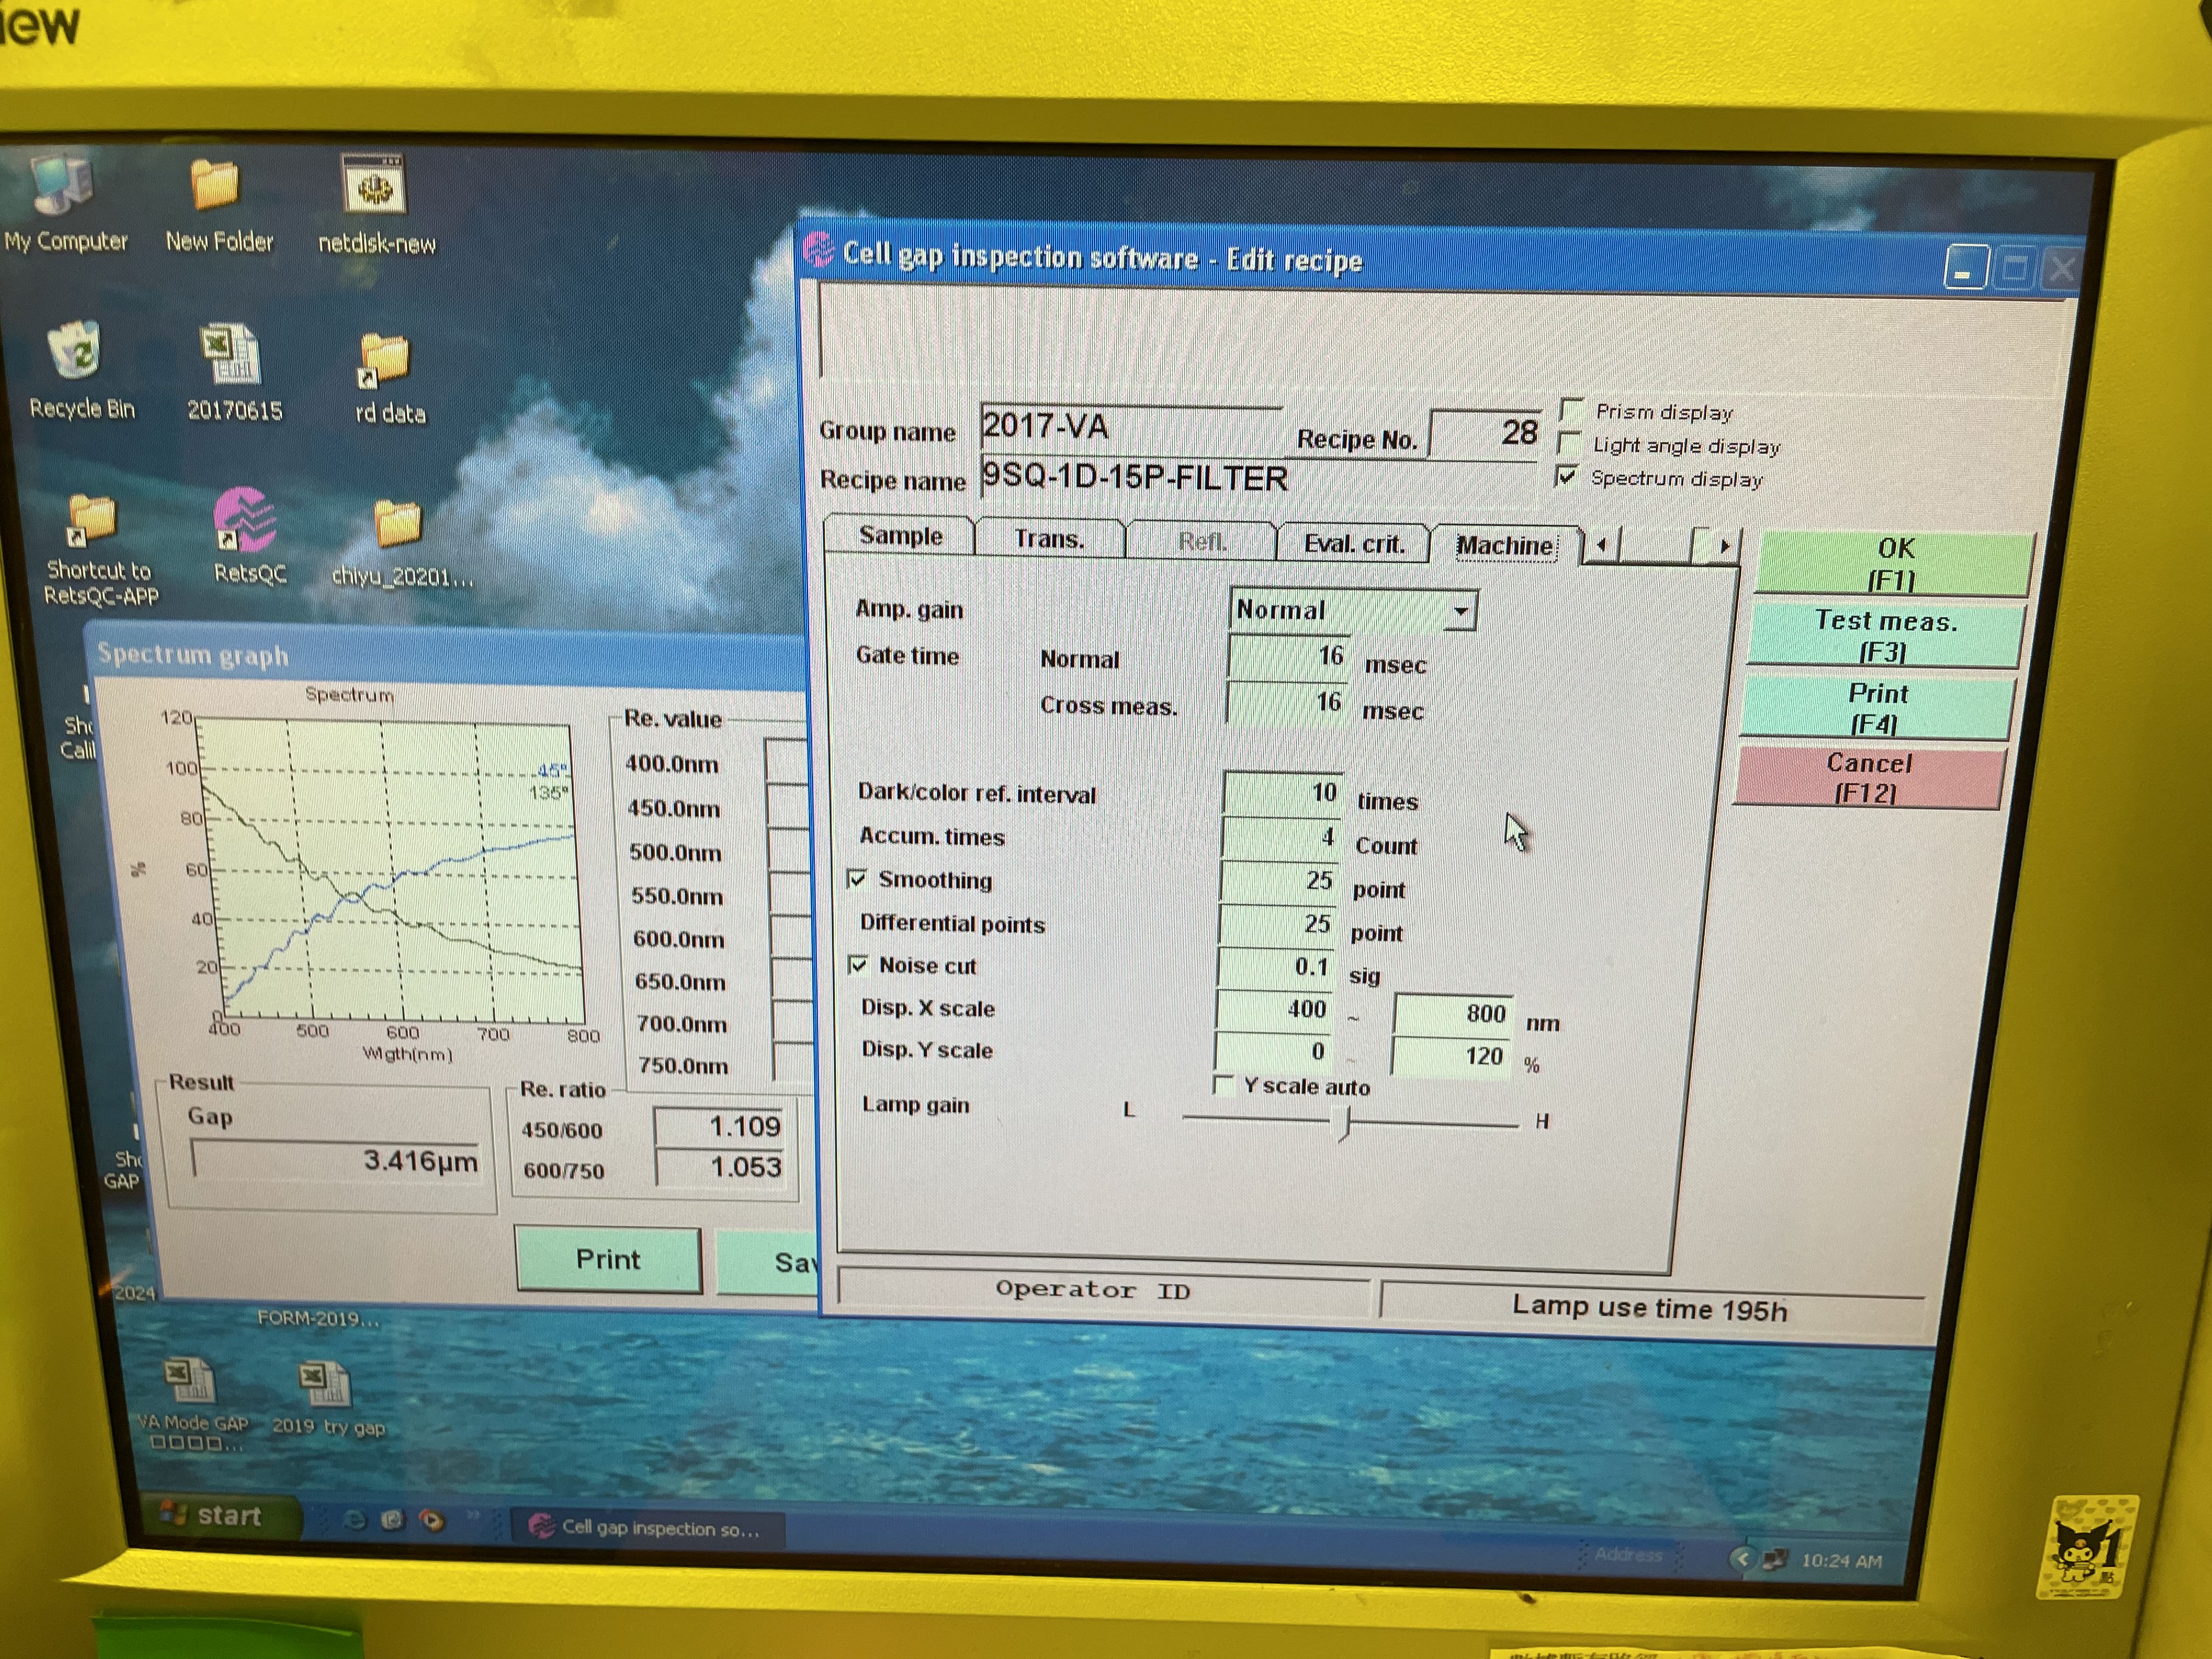 iew
My Computer
New Folder
netdisk-new
Recycle Bin
20170615
rd data
Shortcut to
RetsQC-APP
RetsQC
chiyu_20201...
Cell gap inspection software - Edit recipe
Group name 2017-VA
Recipe No. 28
Recipe name 9SQ-1D-15P-FILTER
Prism display
Light angle display
Spectrum display
Sample Trans. Refl. Eval. crit. Machine
OK
(F1)
Test meas.
(F3)
Print
(F4)
Cancel
(F12)
Amp. gain Normal
Gate time Normal 16 msec
Cross meas. 16 msec
Dark/color ref. interval 10 times
Accum. times 4 Count
Smoothing 25 point
Differential points 25 point
Noise cut 0.1 sig
Disp. X scale 400 ~ 800 nm
Disp. Y scale 0 ~ 120 %
Y scale auto
Lamp gain L H
Operator ID
Lamp use time 195h
Spectrum graph
Spectrum
120
100
80
60
40
20
0
%
45°
135°
400 500 600 700 800
Wlgth(nm)
Re. value
400.0nm
450.0nm
500.0nm
550.0nm
600.0nm
650.0nm
700.0nm
750.0nm
Result
Gap
3.416µm
Re. ratio
450/600 1.109
600/750 1.053
Print
Sav
Sho
Calil
Sho
GAP
2024
FORM-2019...
VA Mode GAP
□□□□...
2019 try gap
start
Cell gap inspection so...
Address
10:24 AM
1
點